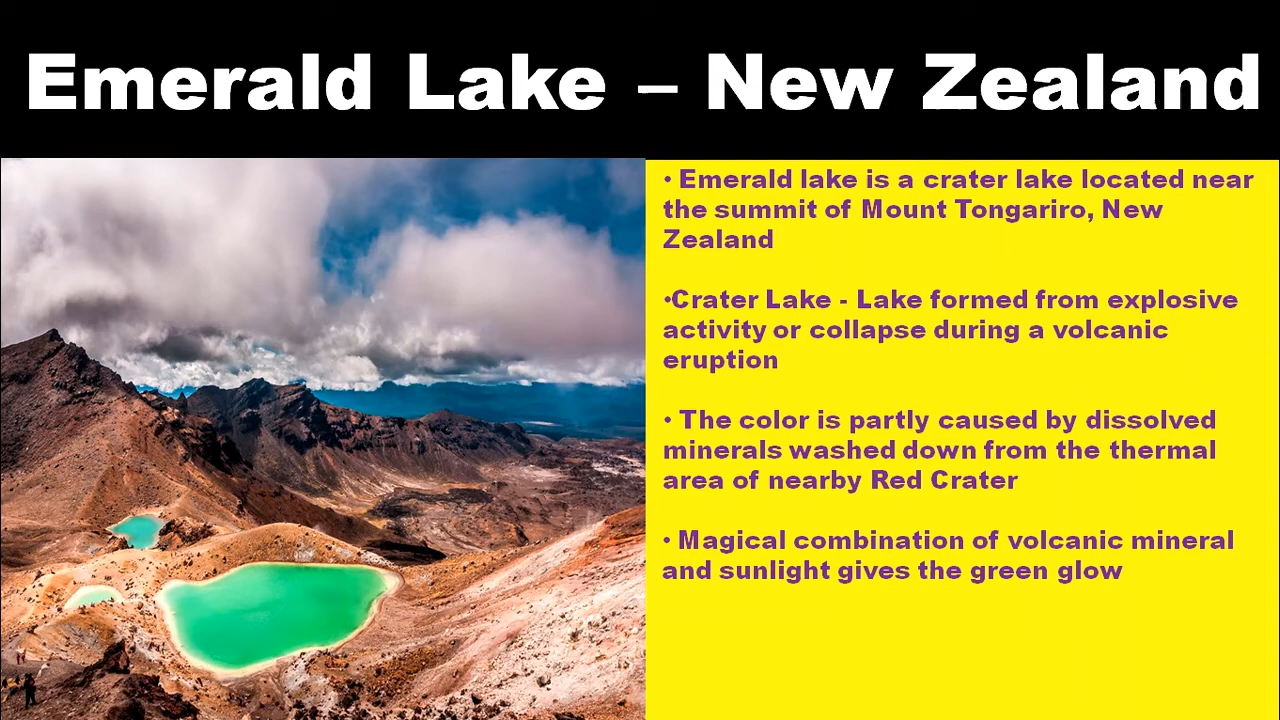 Emerald Lake – New Zealand
• Emerald lake is a crater lake located near
the summit of Mount Tongariro, New
Zealand
•Crater Lake - Lake formed from explosive
activity or collapse during a volcanic
eruption
• The color is partly caused by dissolved
minerals washed down from the thermal
area of nearby Red Crater
• Magical combination of volcanic mineral
and sunlight gives the green glow